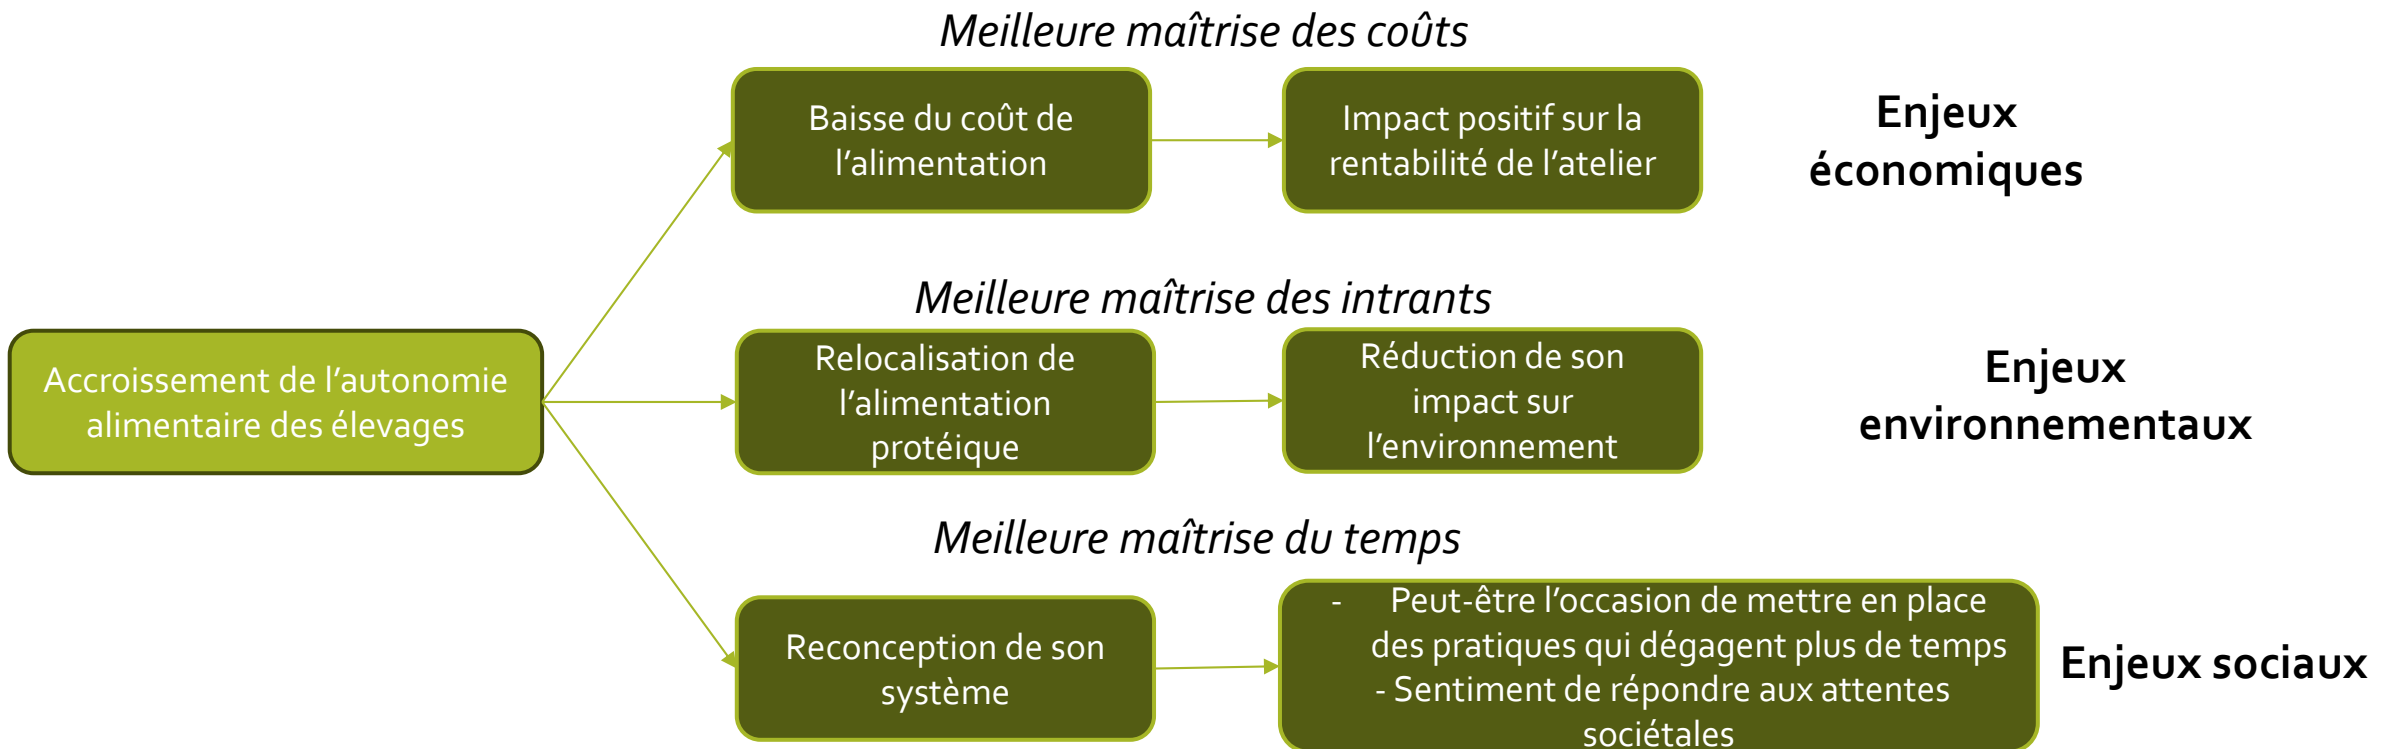 Meilleure maîtrise des coûts
Baisse du coût de
l’alimentation
Impact positif sur la
rentabilité de l’atelier
Enjeux
économiques
Meilleure maîtrise des intrants
Accroissement de l’autonomie
alimentaire des élevages
Relocalisation de
l’alimentation
protéique
Réduction de son
impact sur
l’environnement
Enjeux
environnementaux
Meilleure maîtrise du temps
Reconception de son
système
- Peut-être l’occasion de mettre en place
des pratiques qui dégagent plus de temps
- Sentiment de répondre aux attentes
sociétales
Enjeux sociaux